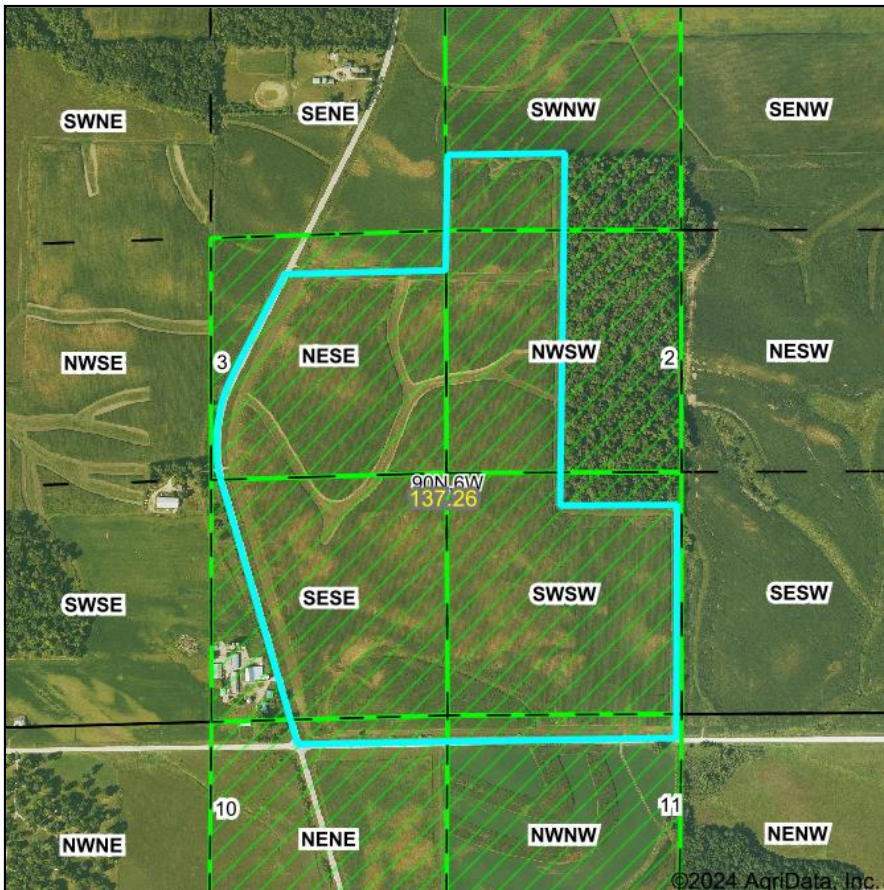 SWNE
SENE
SWNW
SENW
NWSE
3
NESE
NWSW
2
NESW
90N 6W
137.26
SWSE
SESE
SWSW
SESW
10
11
NWNE
NENE
NWNW
NENW
©2024 AgriData, Inc.